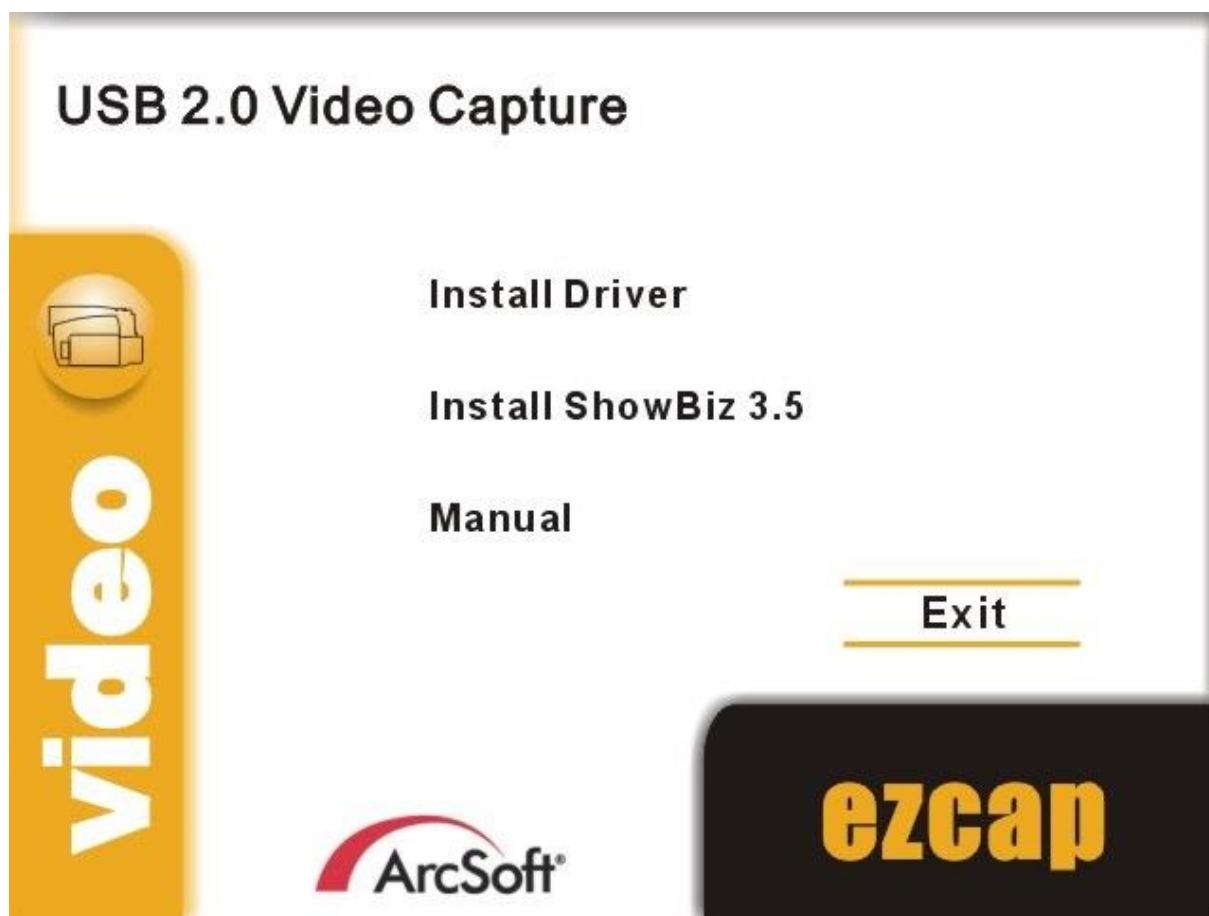 USB 2.0 Video Capture
Install Driver
Install ShowBiz 3.5
Manual
Exit
video
ArcSoft®
ezcap